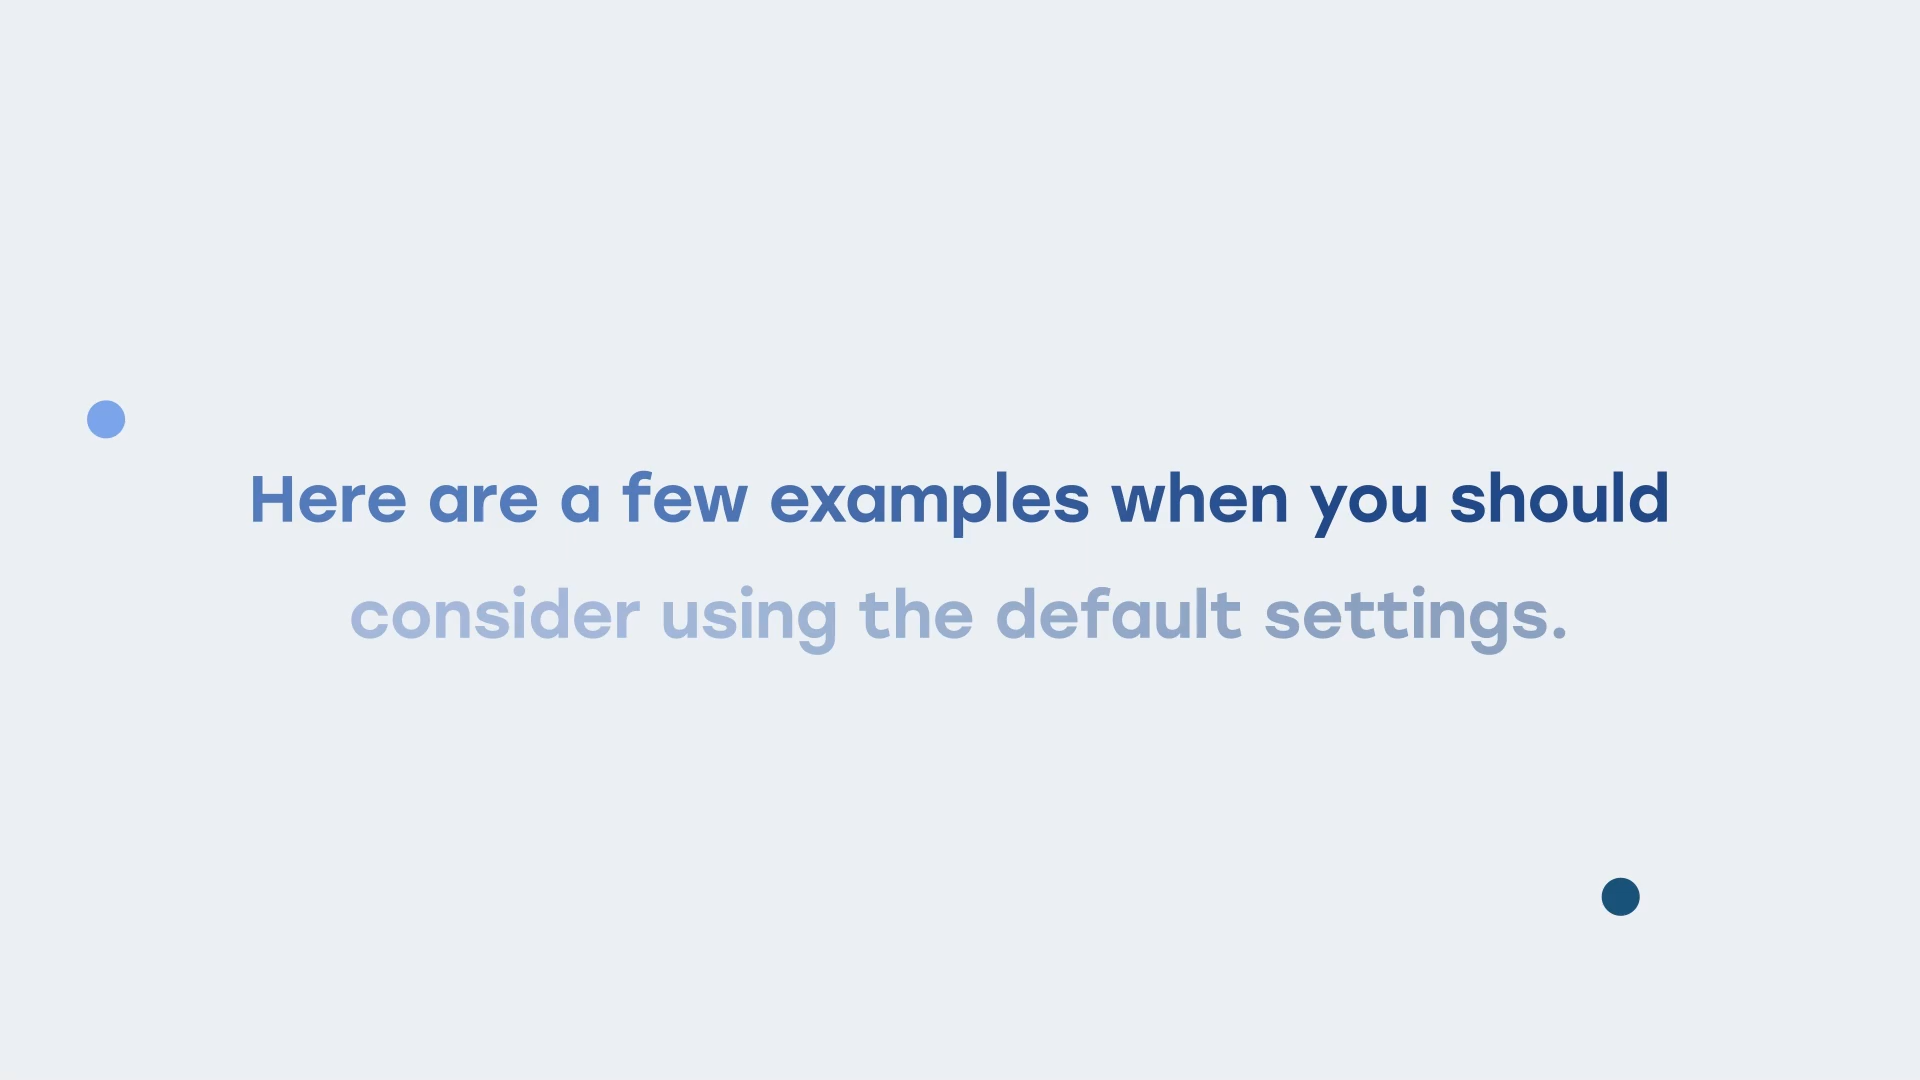 Here are a few examples when you should
consider using the default settings.